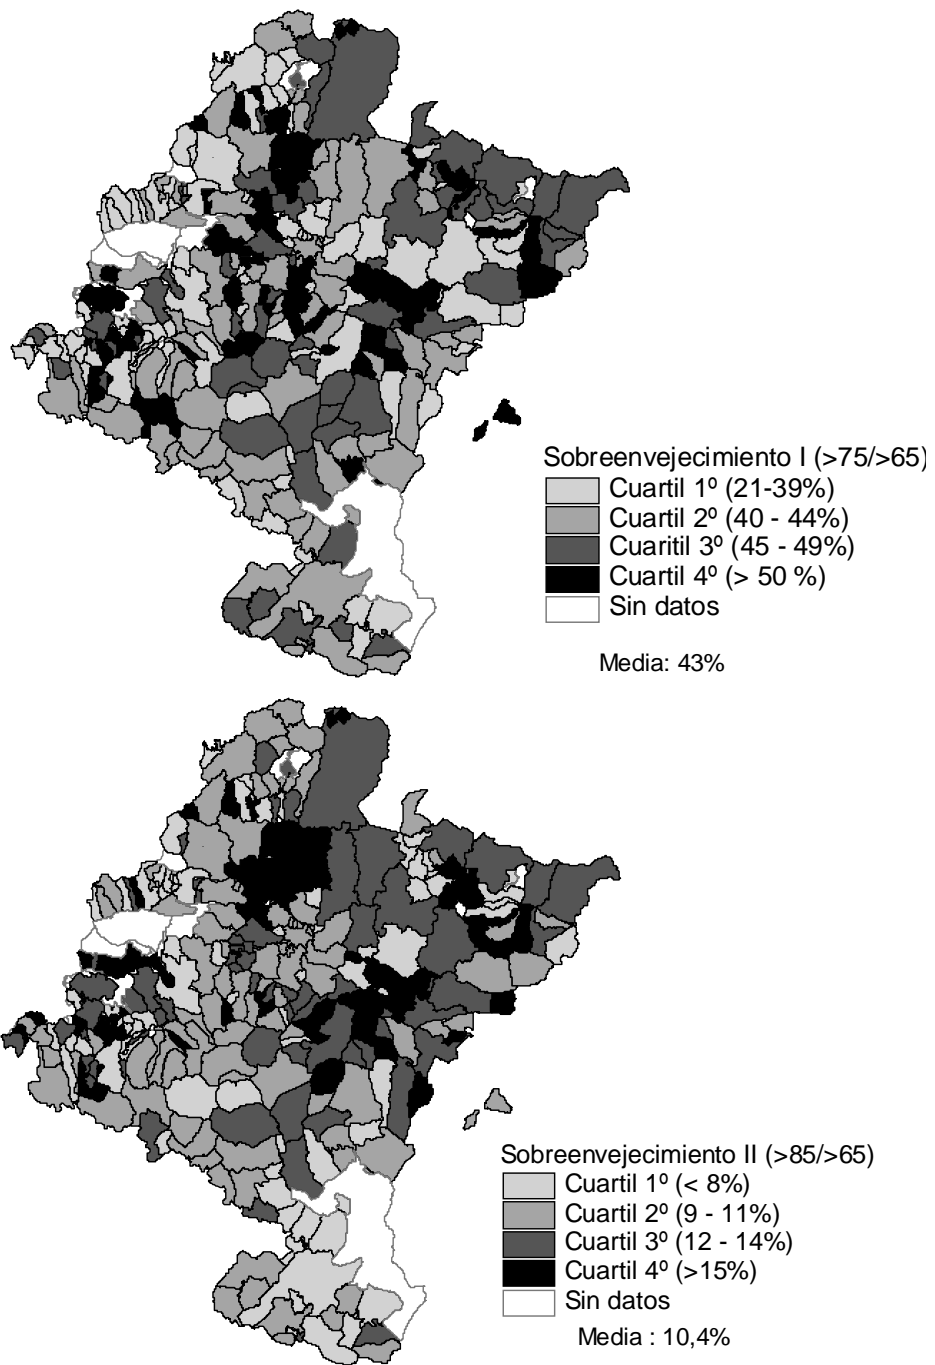 Sobreenvejecimiento I (>75/>65)
Cuartil 1º (21-39%)
Cuartil 2º (40 - 44%)
Cuaritil 3º (45 - 49%)
Cuartil 4º (> 50 %)
Sin datos
Media: 43%
Sobreenvejecimiento II (>85/>65)
Cuartil 1º (< 8%)
Cuartil 2º (9 - 11%)
Cuartil 3º (12 - 14%)
Cuartil 4º (>15%)
Sin datos
Media : 10,4%